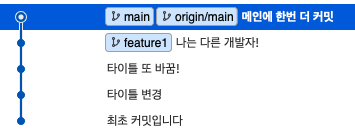 main origin/main 메인에 한번 더 커밋
feature1 나는 다른 개발자!
타이틀 또 바꿈!
타이틀 변경
최초 커밋입니다